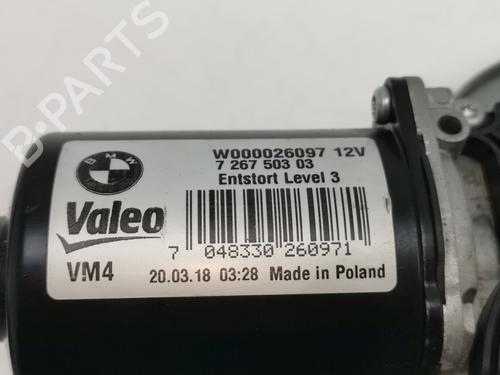 W000026097 12V
7 267 503 03
Entstort Level 3
BMW
Valeo
7 048330 260971
VM4
20.03.18 03:28 Made in Poland
B-PARTS